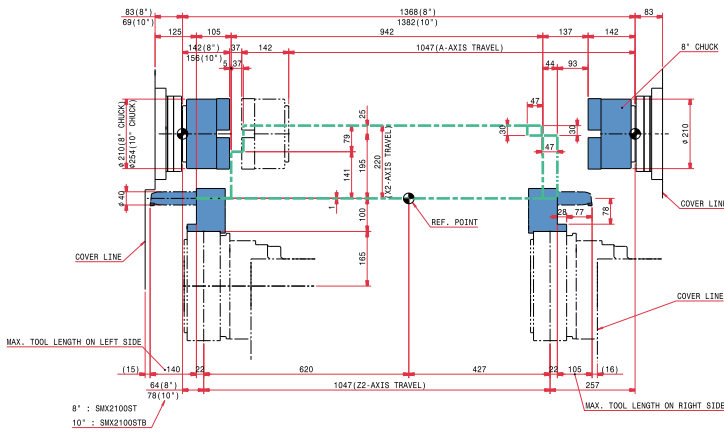 83(8") 1368(8") 83
69(10") 1382(10")
125 105 942 137 142
142(8") 37 142 1047(A-AXIS TRAVEL) 44 93 8" CHUCK
156(10")
5 37
47
25
30 30
79
195
220
(X2-AXIS TRAVEL)
47
φ210(8" CHUCK)
φ254(10" CHUCK)
φ210
141
φ40
1
100
REF. POINT
28 77
78
COVER LINE
COVER LINE
165
COVER LINE
MAX. TOOL LENGTH ON LEFT SIDE
(15) 140 22 620 427 22 105 (16)
64(8") 1047(Z2-AXIS TRAVEL) 257
78(10")
MAX. TOOL LENGTH ON RIGHT SIDE
8" : SMX2100ST
10" : SMX2100STB